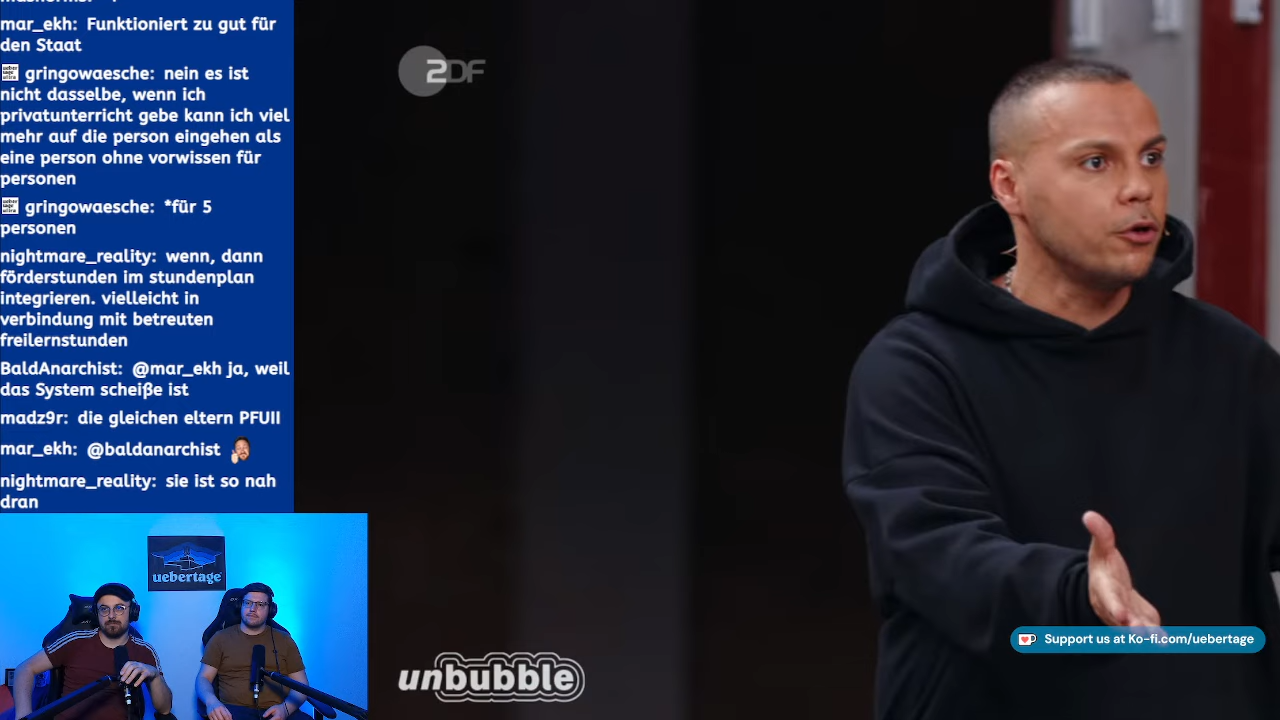 mar_ekh: Funktioniert zu gut für
den Staat
gringowaesche: nein es ist
nicht dasselbe, wenn ich
privatunterricht gebe kann ich viel
mehr auf die person eingehen als
eine person ohne vorwissen für
personen
gringowaesche: *für 5
personen
nightmare_reality: wenn, dann
förderstunden im stundenplan
integrieren. vielleicht in
verbindung mit betreuten
freilernstunden
BaldAnarchist: @mar_ekh ja, weil
das System scheiße ist
madz9r: die gleichen eltern PFUII
mar_ekh: @baldanarchist
nightmare_reality: sie ist so nah
dran
ZDF
uebertage
unbubble
Support us at Ko-fi.com/uebertage